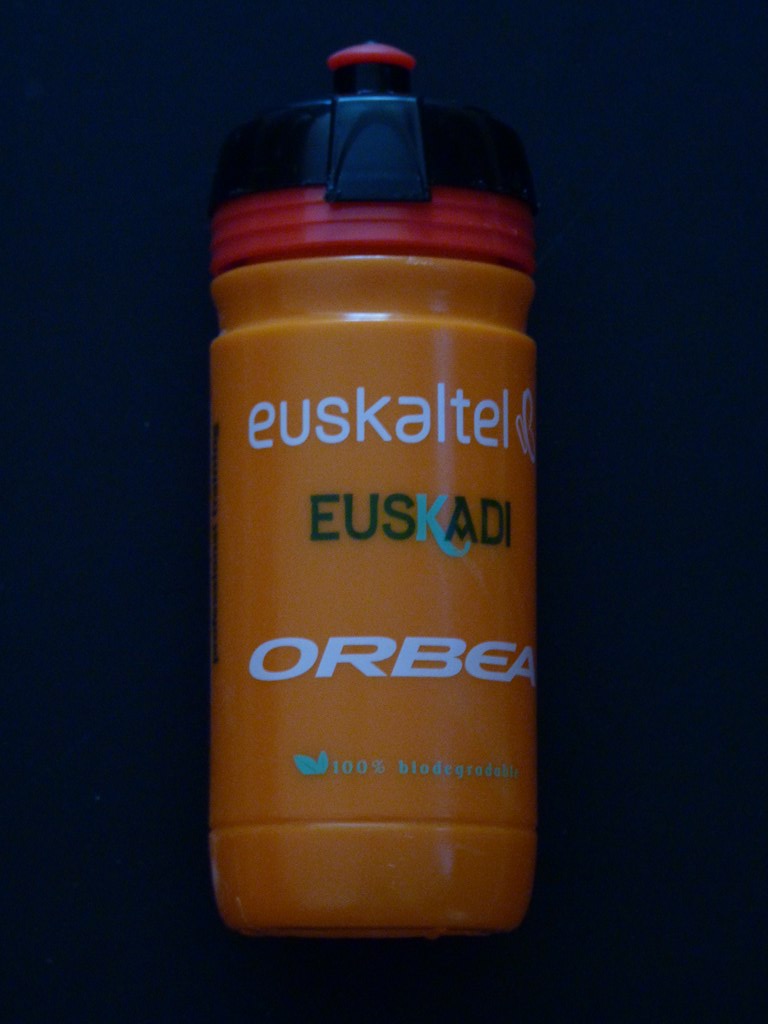 euskaltel
EUSKADI
ORBEA
100% biodegradable